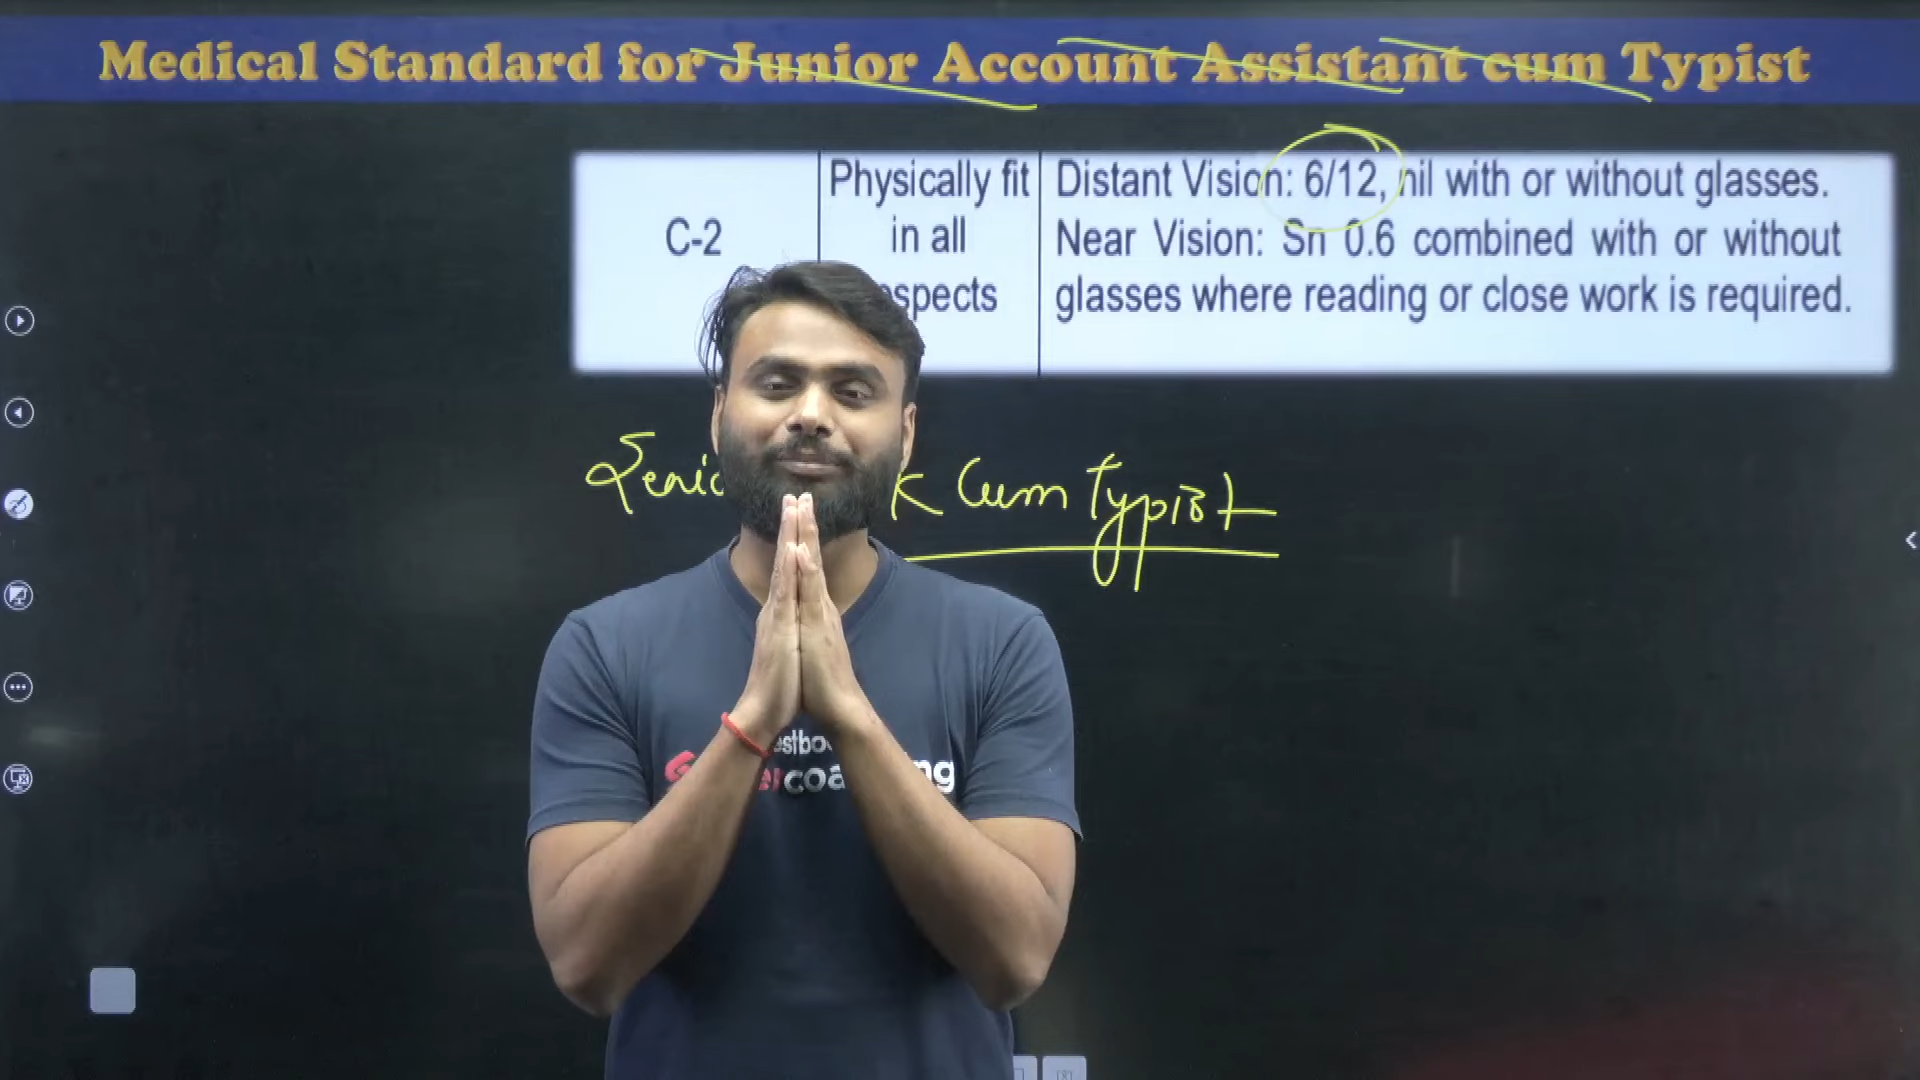 Medical Standard for Junior Account Assistant cum Typist
C-2
Physically fit
in all
Distant Vision: 6/12, nil with or without glasses.
Near Vision: Sn 0.6 combined with or without
glasses where reading or close work is required.
Cum Typist